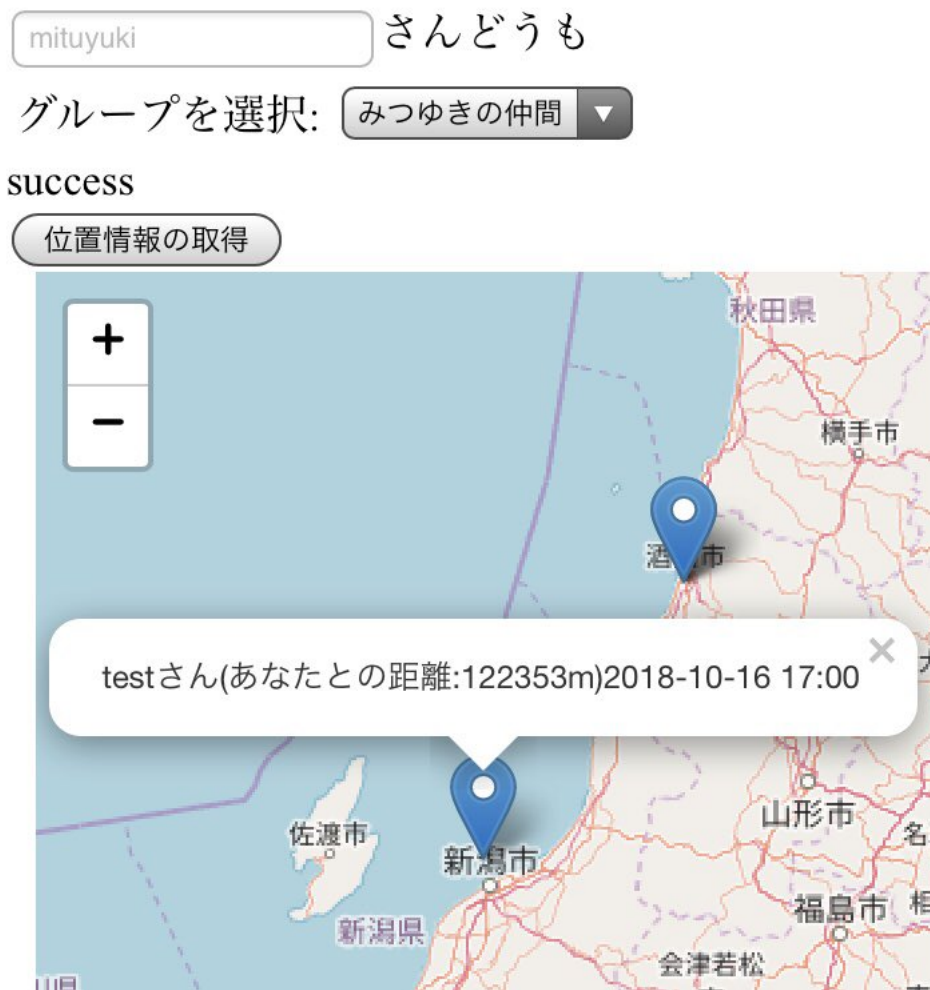 mituyuki さんどうも
グループを選択: みつゆきの仲間 ▼
success
位置情報の取得
+
−
秋田県
横手市
testさん(あなたとの距離:122353m)2018-10-16 17:00 ×
山形市
佐渡市
新潟市
福島市
新潟県
会津若松